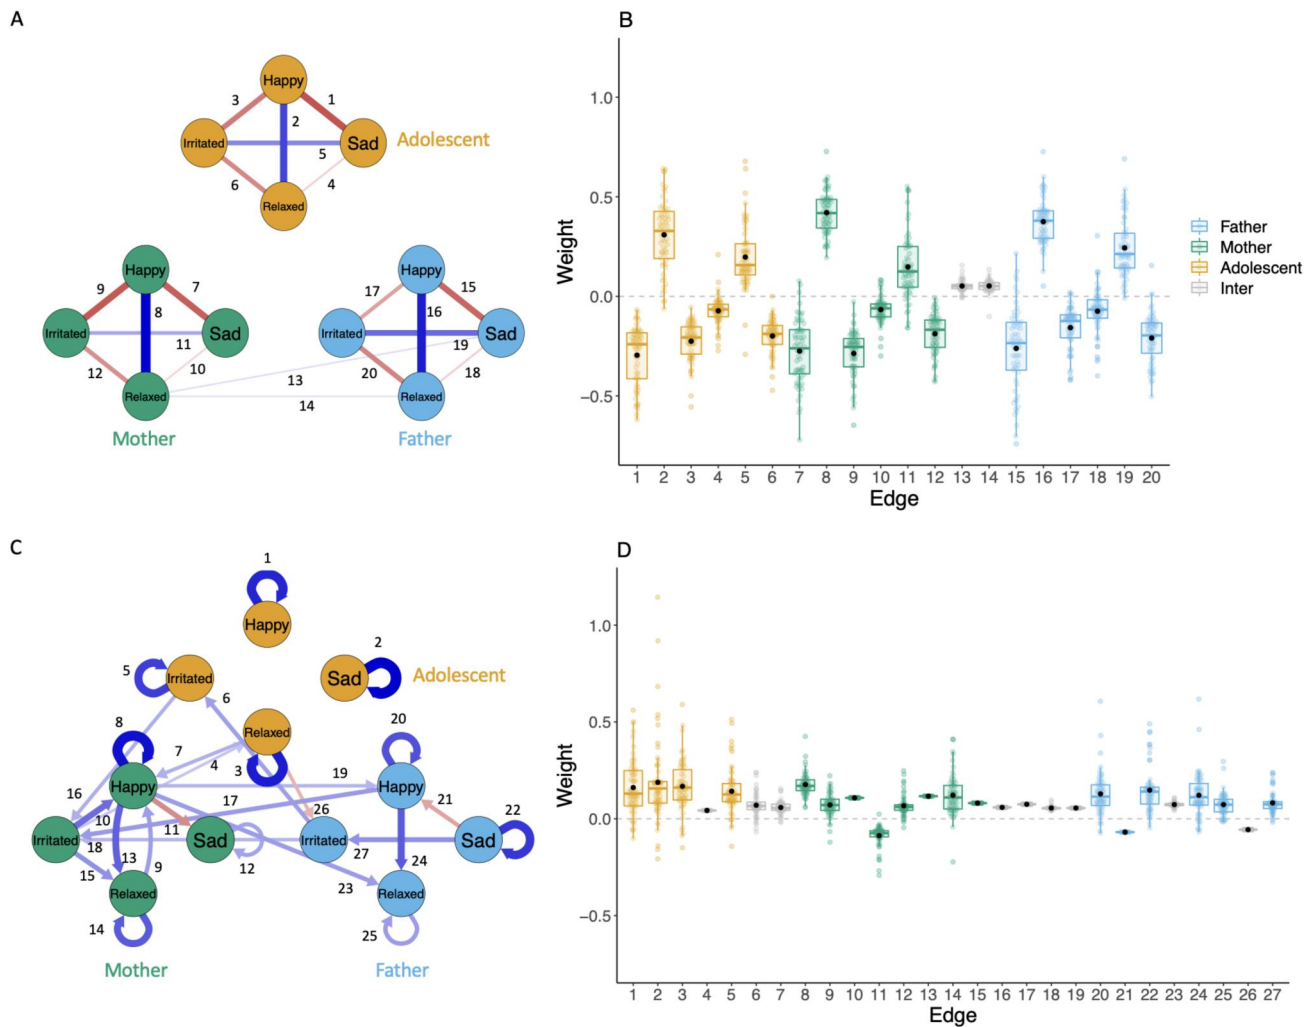 A
Happy
3
1
2
Irritated
Sad
Adolescent
5
6
4
Relaxed
Happy
9
7
8
Irritated
Sad
11
12
10
Relaxed
Mother
Happy
17
15
16
Irritated
Sad
19
20
18
13
14
Relaxed
Father
B
Weight
1.0
0.5
0.0
−0.5
1 2 3 4 5 6 7 8 9 10 11 12 13 14 15 16 17 18 19 20
Edge
Father
Mother
Adolescent
Inter
C
1
Happy
2
5
Irritated
Sad
Adolescent
6
8
Relaxed
20
7
4
3
Happy
19
Happy
16
17
26
21
22
10
11
Irritated
Sad
Irritated
Sad
18
13
12
27
24
15
9
23
Relaxed
Relaxed
14
25
Mother
Father
D
Weight
1.0
0.5
0.0
−0.5
1 2 3 4 5 6 7 8 9 10 11 12 13 14 15 16 17 18 19 20 21 22 23 24 25 26 27
Edge